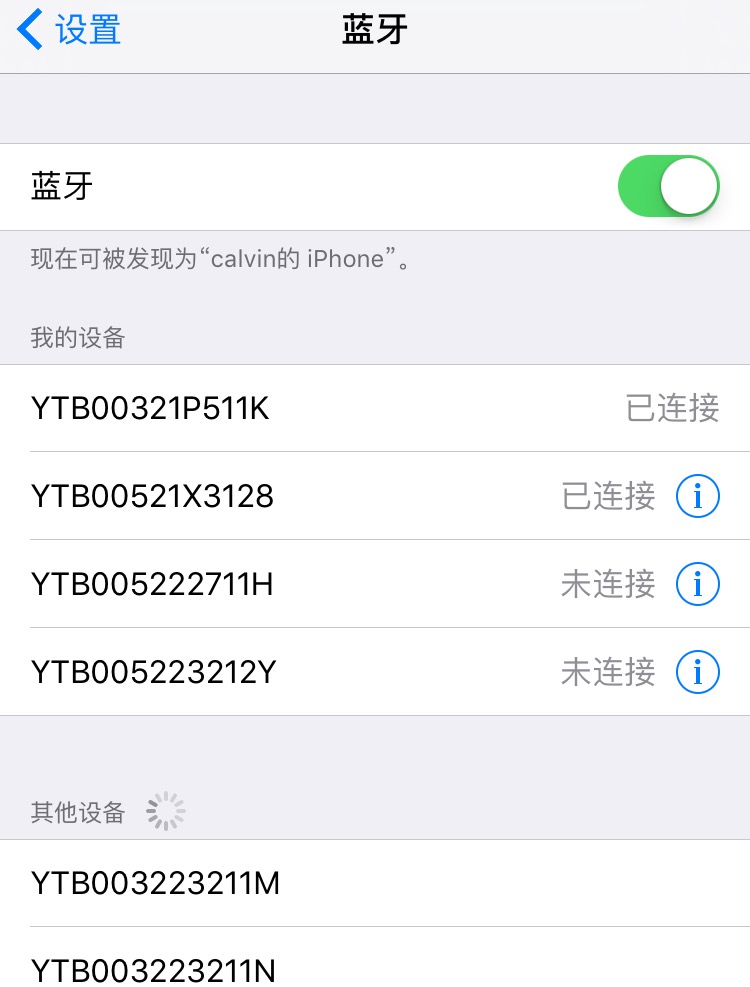 设置 蓝牙
蓝牙
现在可被发现为“calvin的 iPhone”。
我的设备
YTB00321P511K 已连接
YTB00521X3128 已连接
YTB005222711H 未连接
YTB005223212Y 未连接
其他设备
YTB003223211M
YTB003223211N